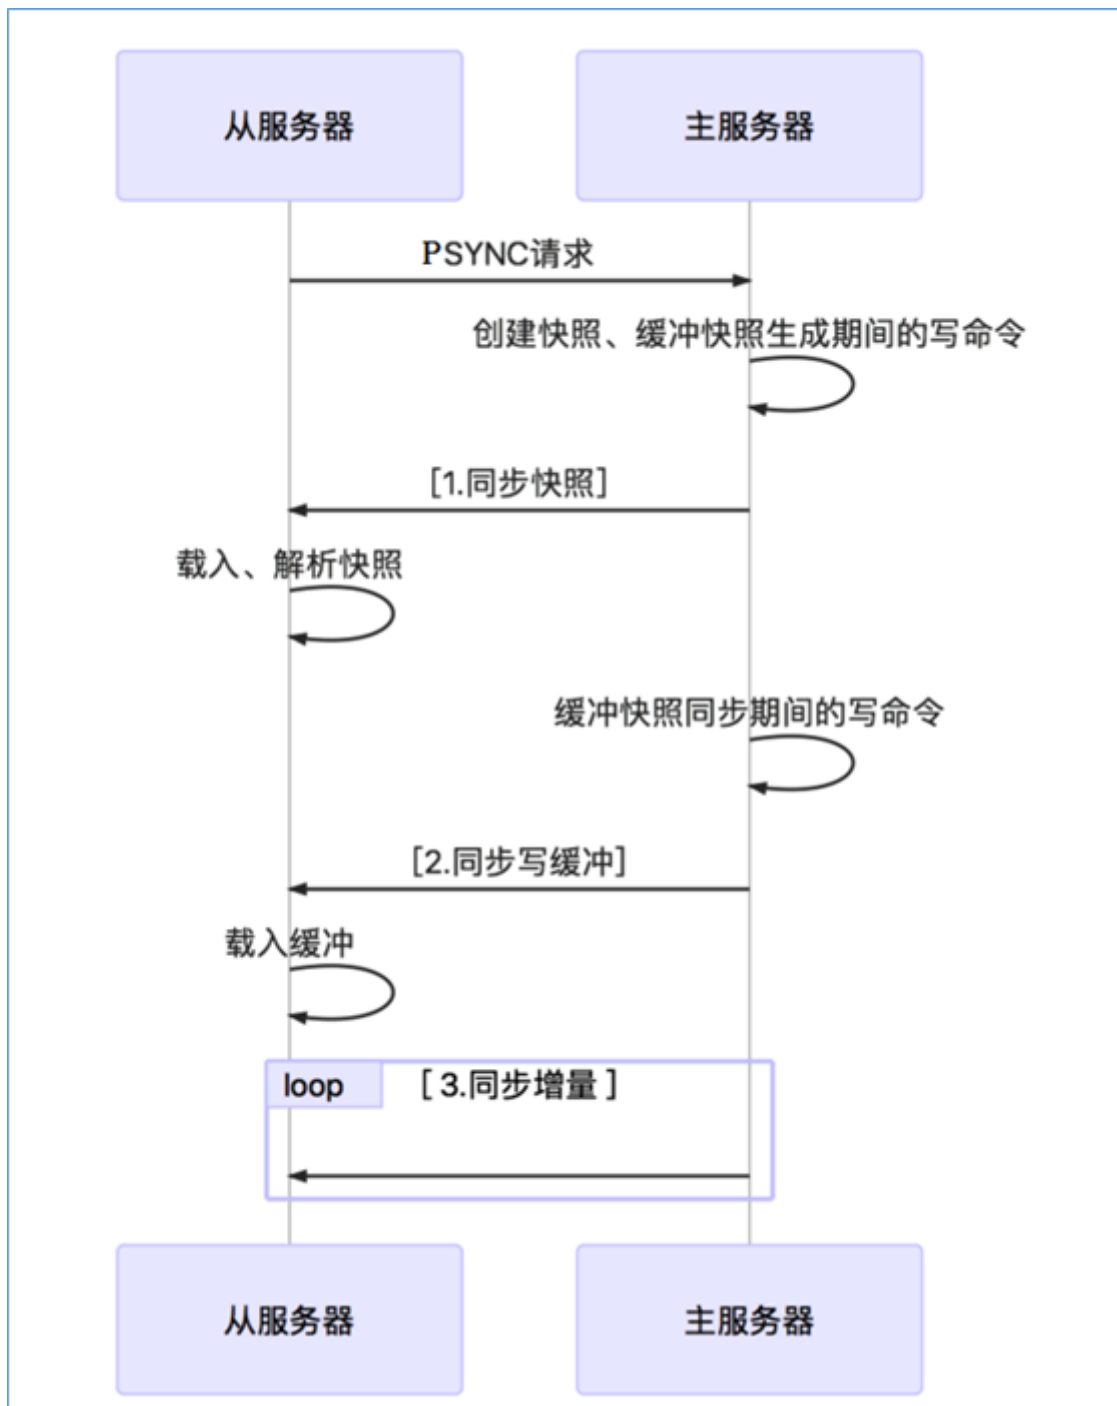 从服务器
主服务器
PSYNC请求
创建快照、缓冲快照生成期间的写命令
[1.同步快照]
载入、解析快照
缓冲快照同步期间的写命令
[2.同步写缓冲]
载入缓冲
loop
[ 3.同步增量 ]
从服务器
主服务器